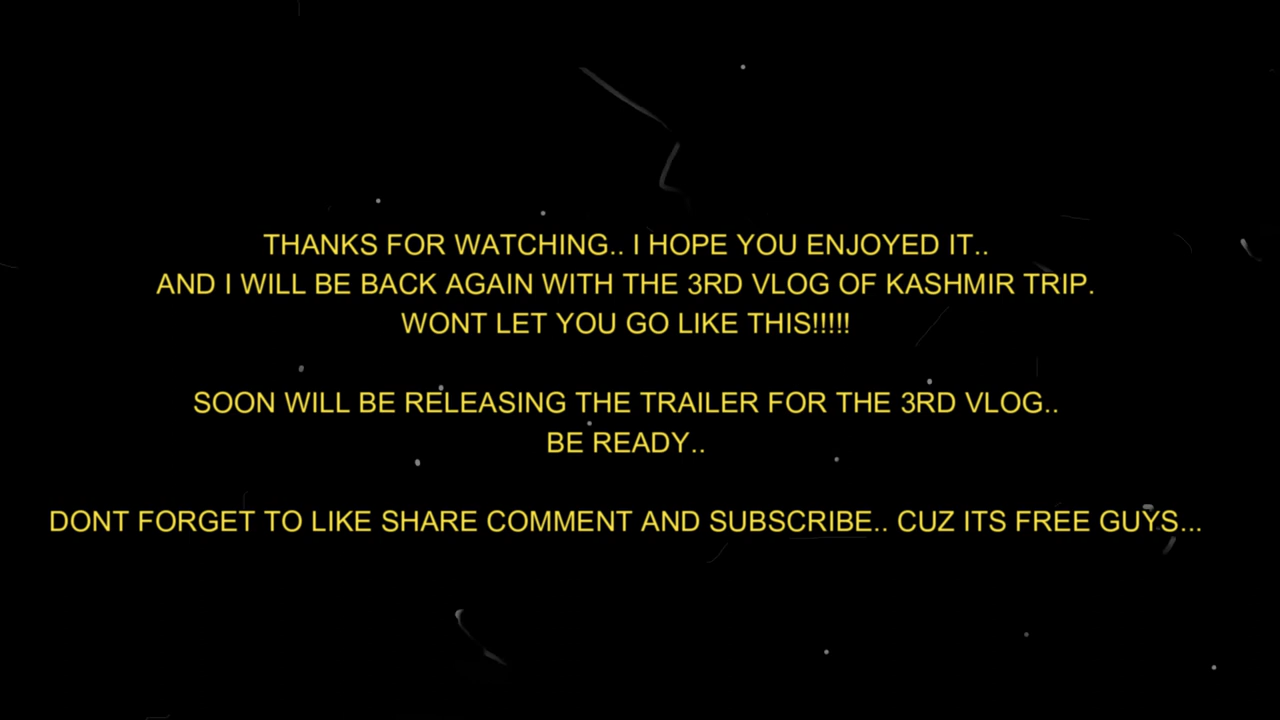 THANKS FOR WATCHING.. I HOPE YOU ENJOYED IT..
AND I WILL BE BACK AGAIN WITH THE 3RD VLOG OF KASHMIR TRIP.
WONT LET YOU GO LIKE THIS!!!!!
SOON WILL BE RELEASING THE TRAILER FOR THE 3RD VLOG..
BE READY..
DONT FORGET TO LIKE SHARE COMMENT AND SUBSCRIBE.. CUZ ITS FREE GUYS...